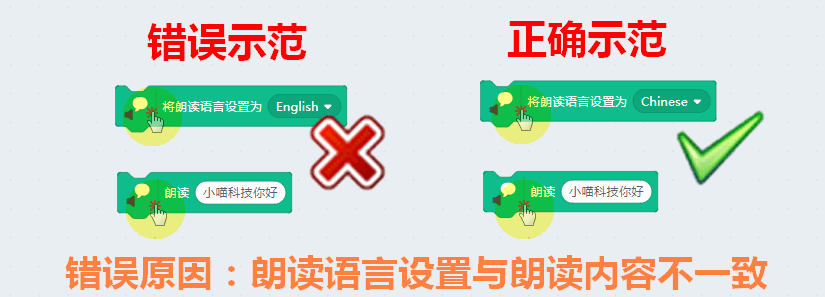 错误示范
正确示范
将朗读语言设置为 English
将朗读语言设置为 Chinese
朗读 小喵科技你好
朗读 小喵科技你好
错误原因：朗读语言设置与朗读内容不一致